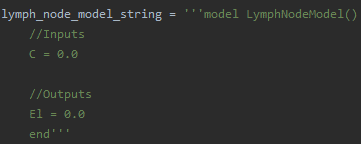 lymph_node_model_string = '''model LymphNodeModel()
//Inputs
C = 0.0
//Outputs
El = 0.0
end'''